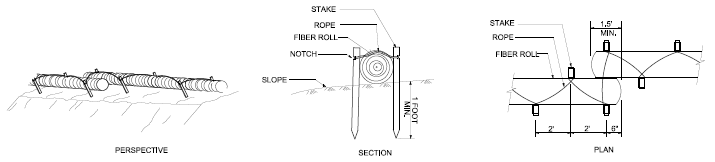 PERSPECTIVE
STAKE
ROPE
FIBER ROLL
NOTCH
SLOPE
1 FOOT
MIN.
SECTION
STAKE
ROPE
FIBER ROLL
1.5'
MIN.
2'
2'
6"
PLAN